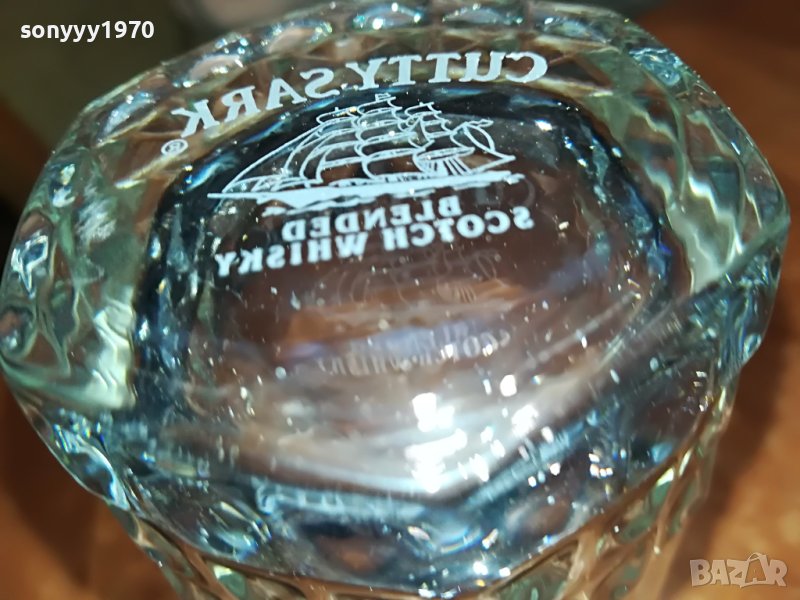 sonyyy1970
CUTTY SARK®
BLENDED
SCOTCH WHISKY
BAZAR